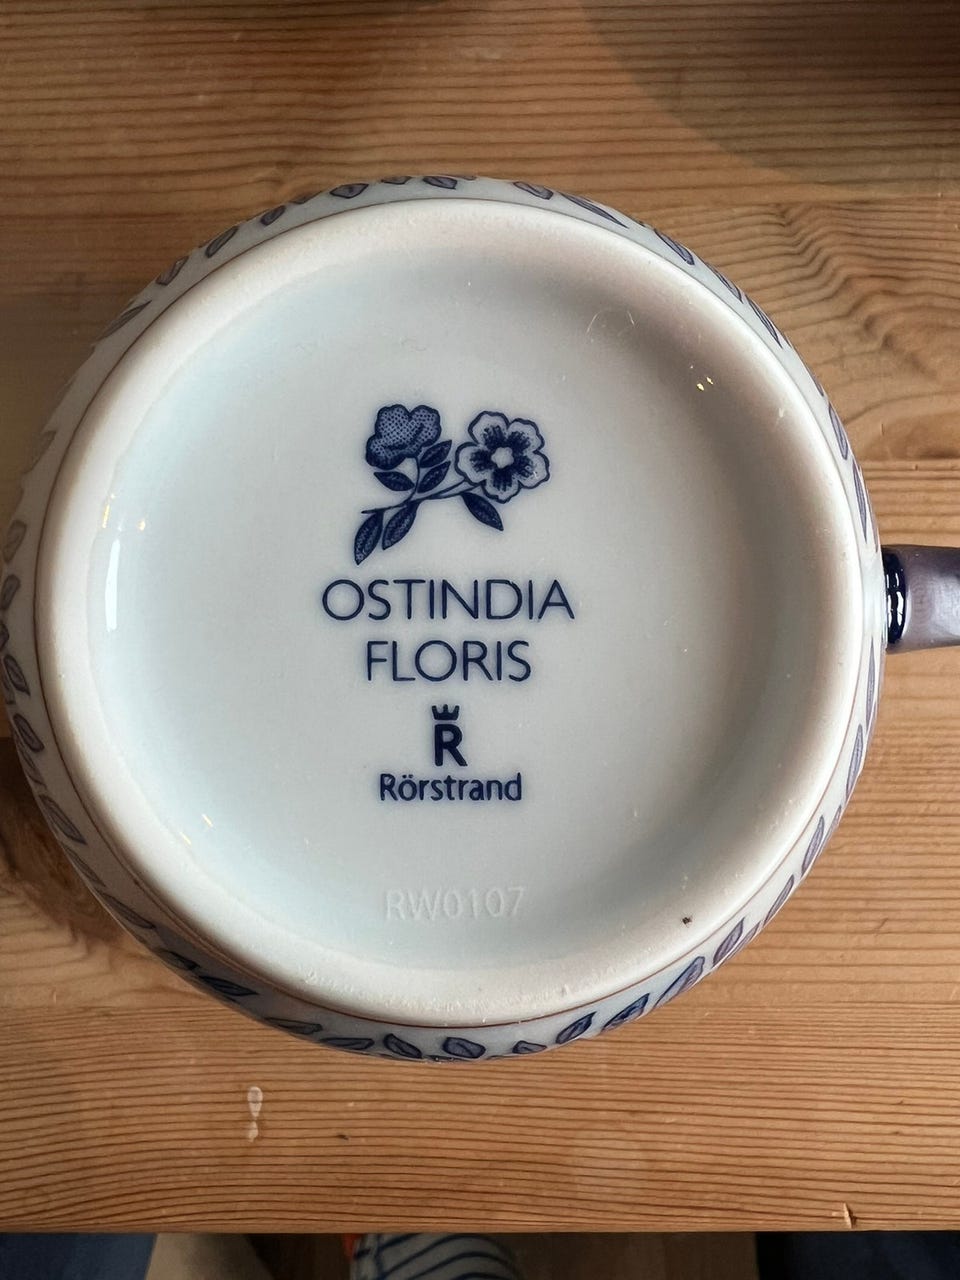 OSTINDIA
FLORIS
R
Rörstrand
RW0107